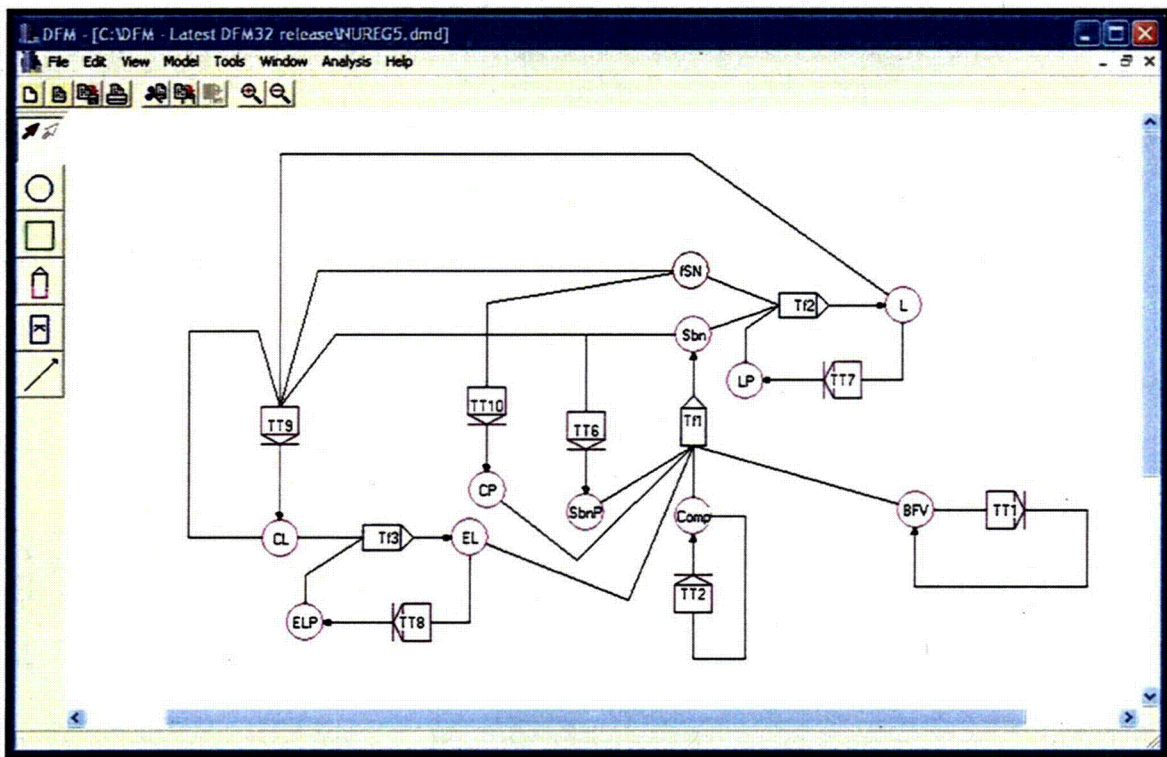 DFM - [C:\DFM - Latest DFM32 release\NUREG5.dmd]
File Edit View Model Tools Window Analysis Help
fSN
Tf2
L
Sbn
LP
TT7
TT9
TT10
TT6
Tf1
CP
SbnP
Comp
BFV
TT1
CL
Tf3
EL
TT2
ELP
TT8